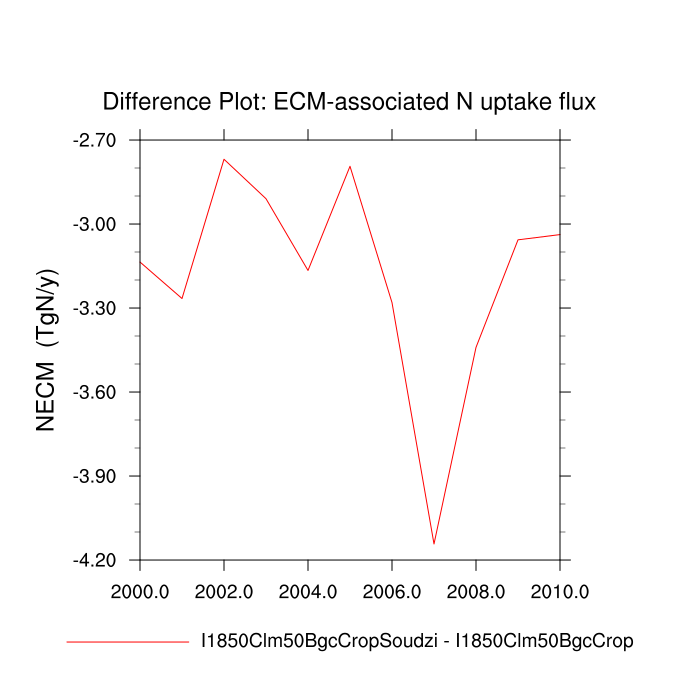 Difference Plot: ECM-associated N uptake flux
-2.70
-3.00
-3.30
-3.60
-3.90
-4.20
NECM (TgN/y)
2000.0 2002.0 2004.0 2006.0 2008.0 2010.0
I1850Clm50BgcCropSoudzi - I1850Clm50BgcCrop